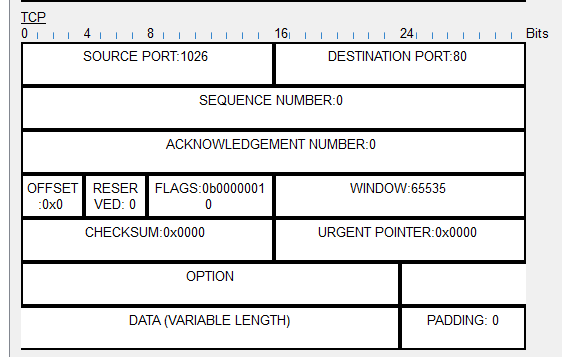 TCP
0 4 8 16 24 Bits
SOURCE PORT:1026 DESTINATION PORT:80
SEQUENCE NUMBER:0
ACKNOWLEDGEMENT NUMBER:0
OFFSET RESER FLAGS:0b0000001 WINDOW:65535
:0x0 VED: 0 0
CHECKSUM:0x0000 URGENT POINTER:0x0000
OPTION
DATA (VARIABLE LENGTH) PADDING: 0